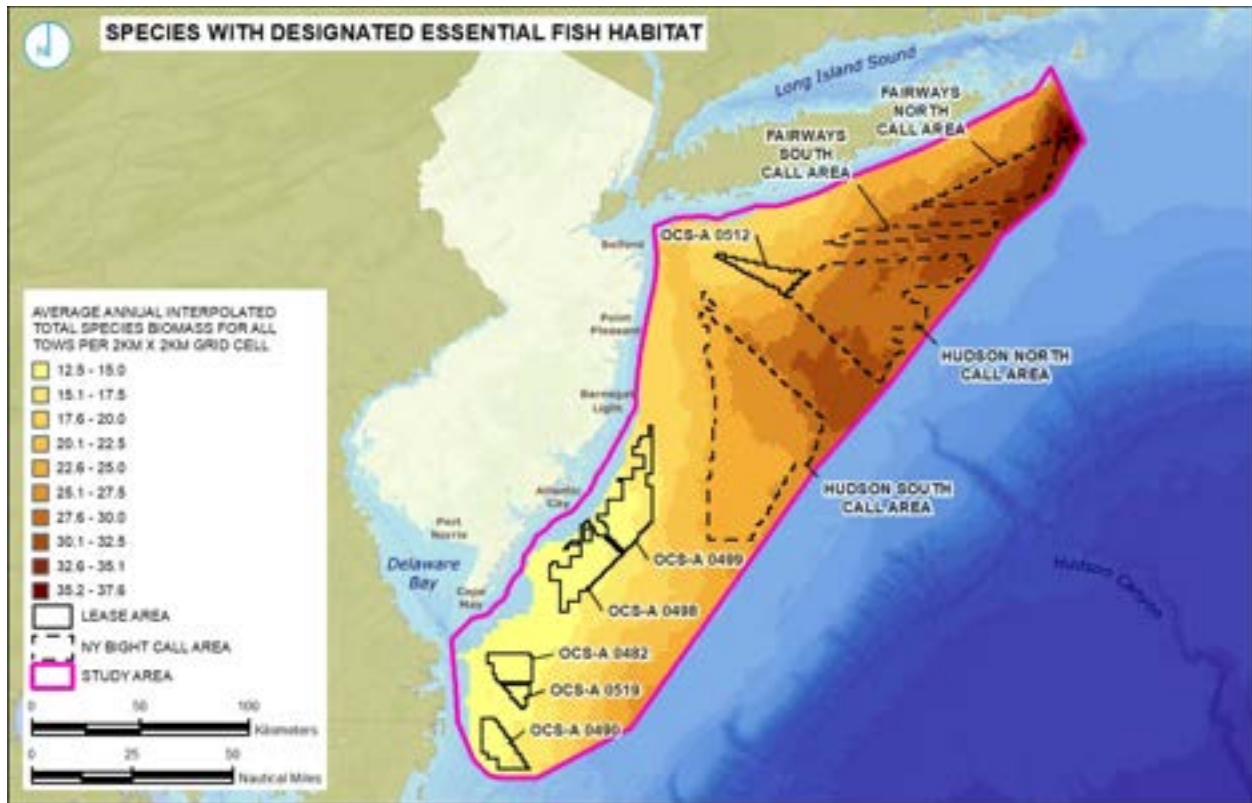 N
SPECIES WITH DESIGNATED ESSENTIAL FISH HABITAT
Long Island Sound
FAIRWAYS
NORTH
CALL AREA
FAIRWAYS
SOUTH
CALL AREA
OCS-A 0512
Belford
Point
Pleasant
Barnegat
Light
HUDSON NORTH
CALL AREA
HUDSON SOUTH
CALL AREA
Atlantic
City
Port
Norris
Delaware
Bay
Cape
May
OCS-A 0499
OCS-A 0498
OCS-A 0482
OCS-A 0519
OCS-A 0490
Hudson Canyon
AVERAGE ANNUAL INTERPOLATED
TOTAL SPECIES BIOMASS FOR ALL
TOWS PER 2KM X 2KM GRID CELL
12.5 - 15.0
15.1 - 17.5
17.6 - 20.0
20.1 - 22.5
22.6 - 25.0
25.1 - 27.5
27.6 - 30.0
30.1 - 32.5
32.6 - 35.1
35.2 - 37.6
LEASE AREA
NY BIGHT CALL AREA
STUDY AREA
0 50 100
Kilometers
0 25 50
Nautical Miles